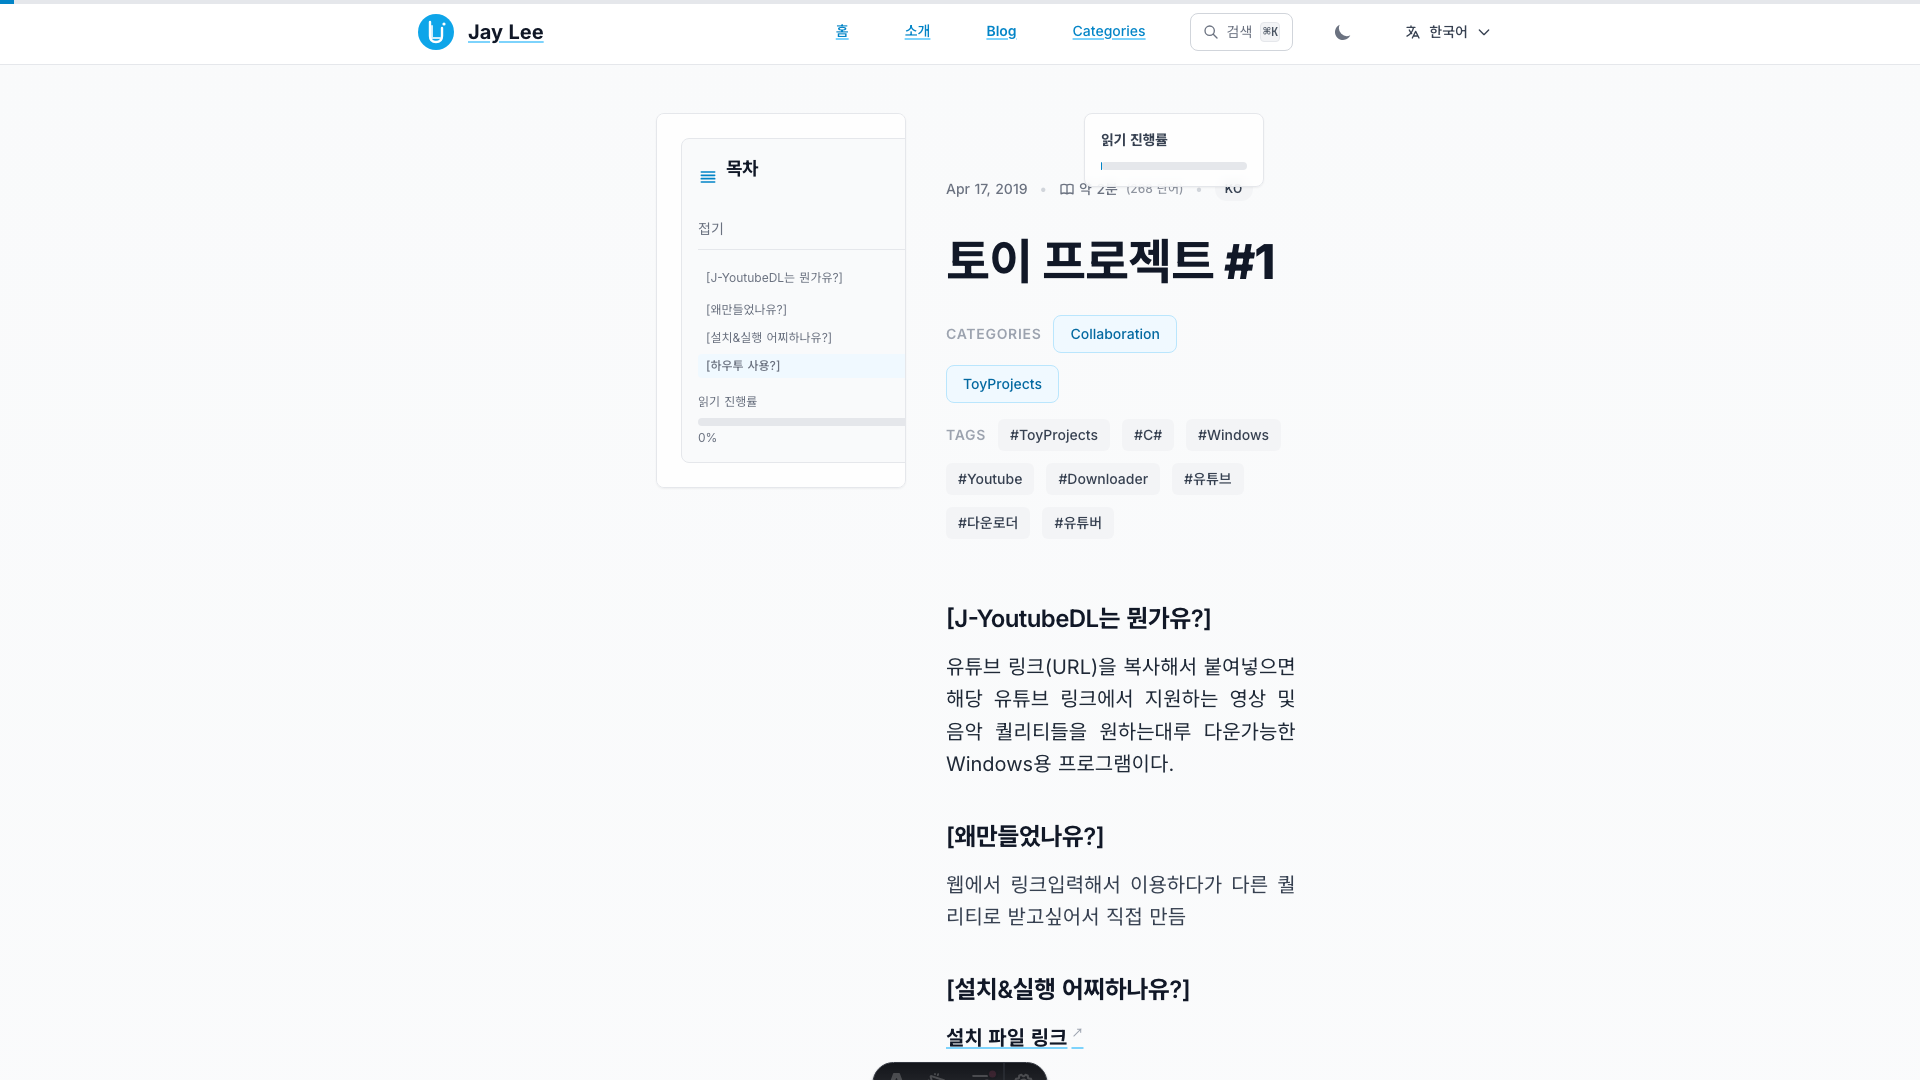 Jay Lee
홈
소개
Blog
Categories
검색 ⌘K
한국어
목차
접기
[J-YoutubeDL는 뭔가유?]
[왜만들었나유?]
[설치&실행 어찌하나유?]
[하우투 사용?]
읽기 진행률
0%
읽기 진행률
Apr 17, 2019 • 약 2분 (268 단어) • KO
토이 프로젝트 #1
CATEGORIES Collaboration
ToyProjects
TAGS #ToyProjects #C# #Windows
#Youtube #Downloader #유튜브
#다운로더 #유튜버
[J-YoutubeDL는 뭔가유?]
유튜브 링크(URL)을 복사해서 붙여넣으면
해당 유튜브 링크에서 지원하는 영상 및
음악 퀄리티들을 원하는대루 다운가능한
Windows용 프로그램이다.
[왜만들었나유?]
웹에서 링크입력해서 이용하다가 다른 퀄
리티로 받고싶어서 직접 만듬
[설치&실행 어찌하나유?]
설치 파일 링크 ↗